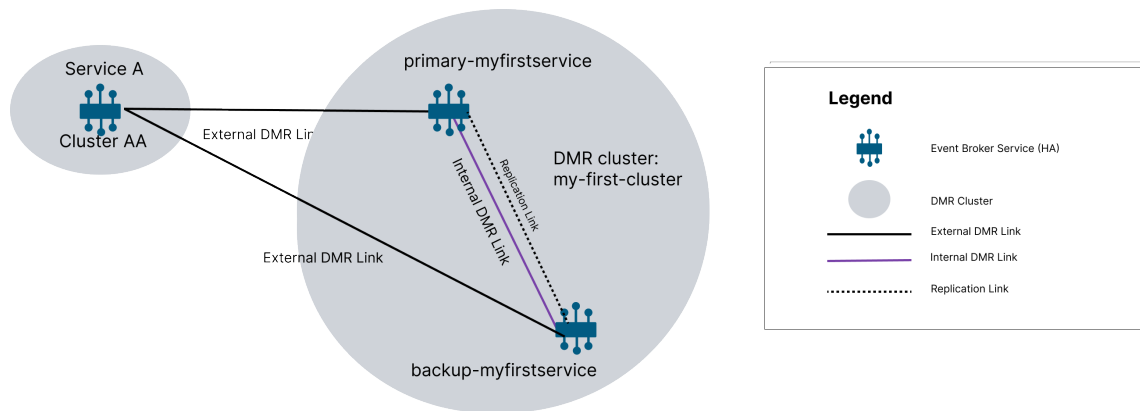 Service A
Cluster AA
External DMR Lin
External DMR Link
primary-myfirstservice
Replication Link
Internal DMR Link
DMR cluster:
my-first-cluster
backup-myfirstservice
Legend
Event Broker Service (HA)
DMR Cluster
External DMR Link
Internal DMR Link
Replication Link